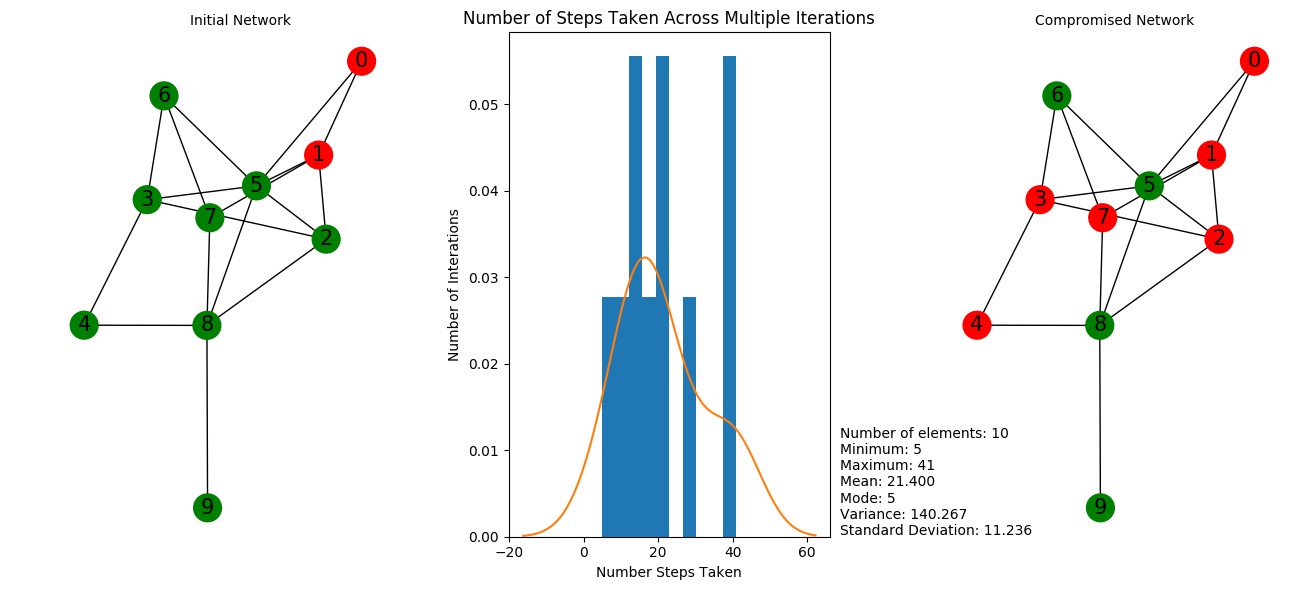 Initial Network
0
6
1
5
3
7
2
4
8
9
Number of Steps Taken Across Multiple Iterations
Number of Interations
0.05
0.04
0.03
0.02
0.01
0.00
−20
0
20
40
60
Number Steps Taken
Number of elements: 10
Minimum: 5
Maximum: 41
Mean: 21.400
Mode: 5
Variance: 140.267
Standard Deviation: 11.236
Compromised Network
0
6
1
5
3
7
2
4
8
9